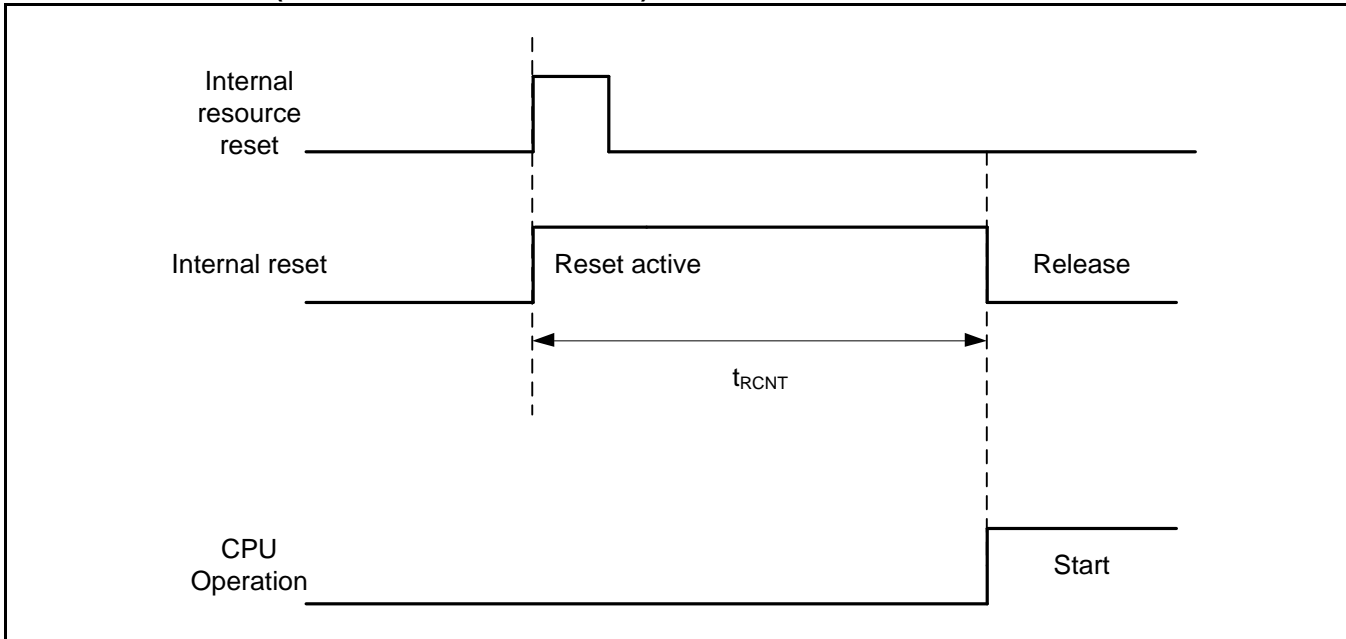 Internal
resource
reset
Internal reset
Reset active
Release
tRCNT
CPU
Operation
Start